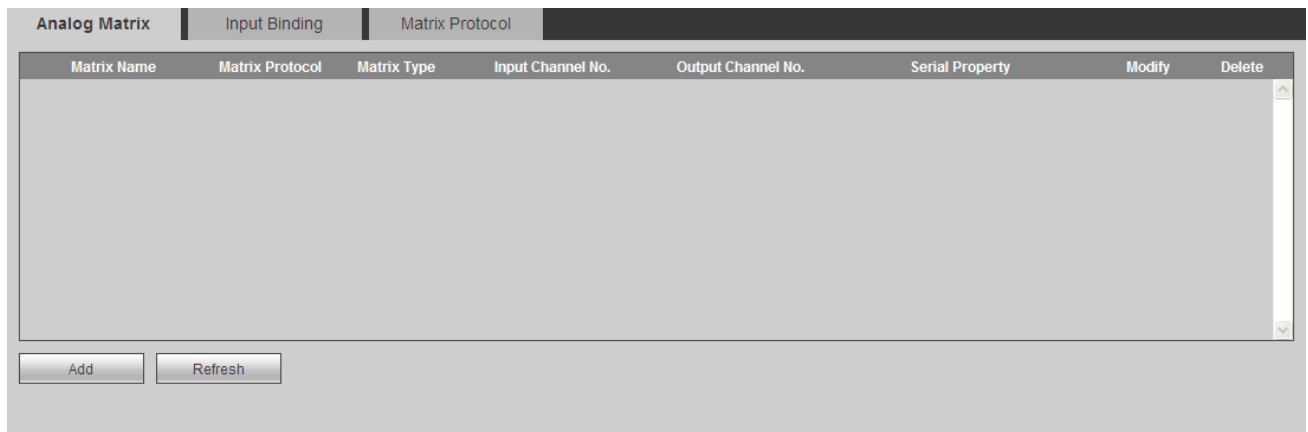 Analog Matrix Input Binding Matrix Protocol
Matrix Name Matrix Protocol Matrix Type Input Channel No. Output Channel No. Serial Property Modify Delete
Add Refresh